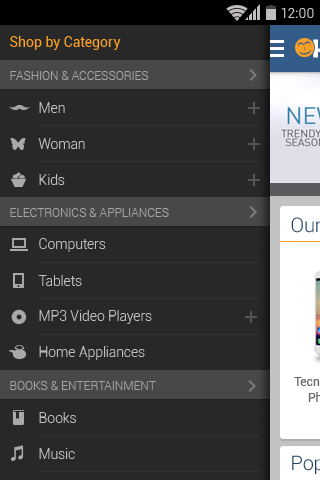 12:00
Shop by Category
FASHION & ACCESSORIES
Men
Woman
Kids
ELECTRONICS & APPLIANCES
Computers
Tablets
MP3 Video Players
Home Appliances
BOOKS & ENTERTAINMENT
Books
Music
NEW
TRENDY
SEASON
Our
Tecn
Ph
Pop